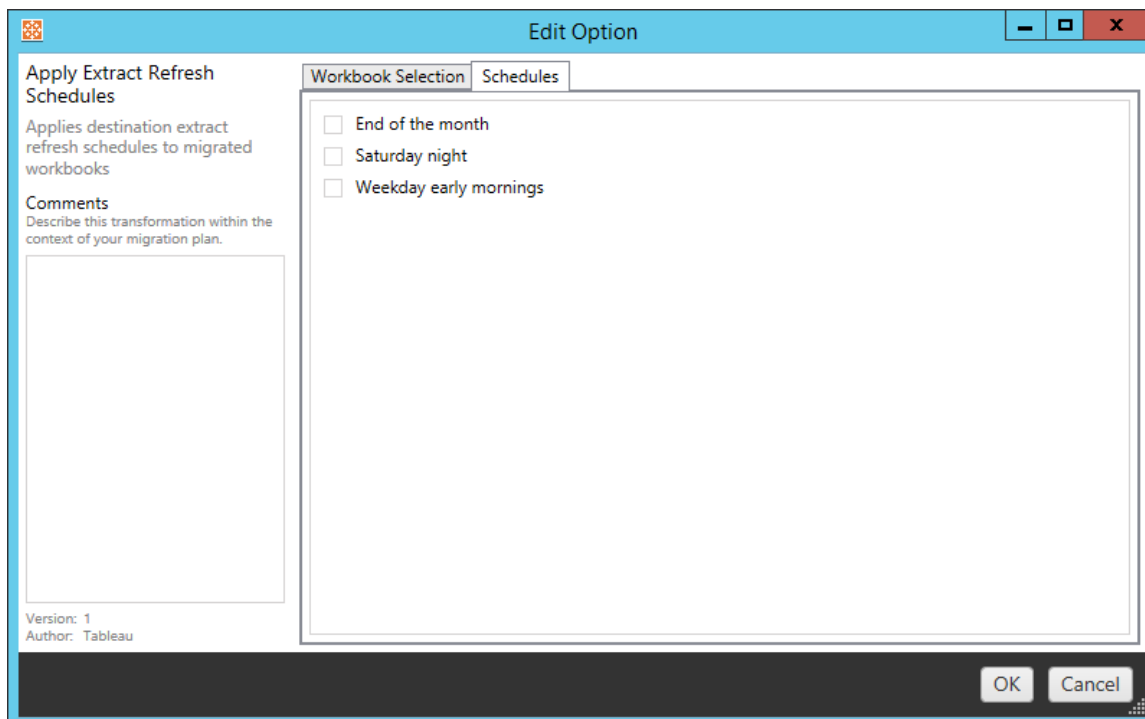 Edit Option
X
Apply Extract Refresh
Schedules
Applies destination extract
refresh schedules to migrated
workbooks
Comments
Describe this transformation within the
context of your migration plan.
Version: 1
Author: Tableau
Workbook Selection
Schedules
End of the month
Saturday night
Weekday early mornings
OK
Cancel